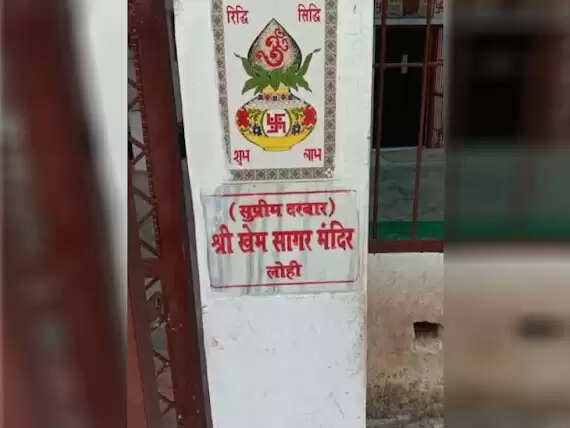 रिद्धि सिद्धि
ॐ
शुभ लाभ
(सुप्रीम दरबार)
श्री खेम सागर मंदिर
लोही